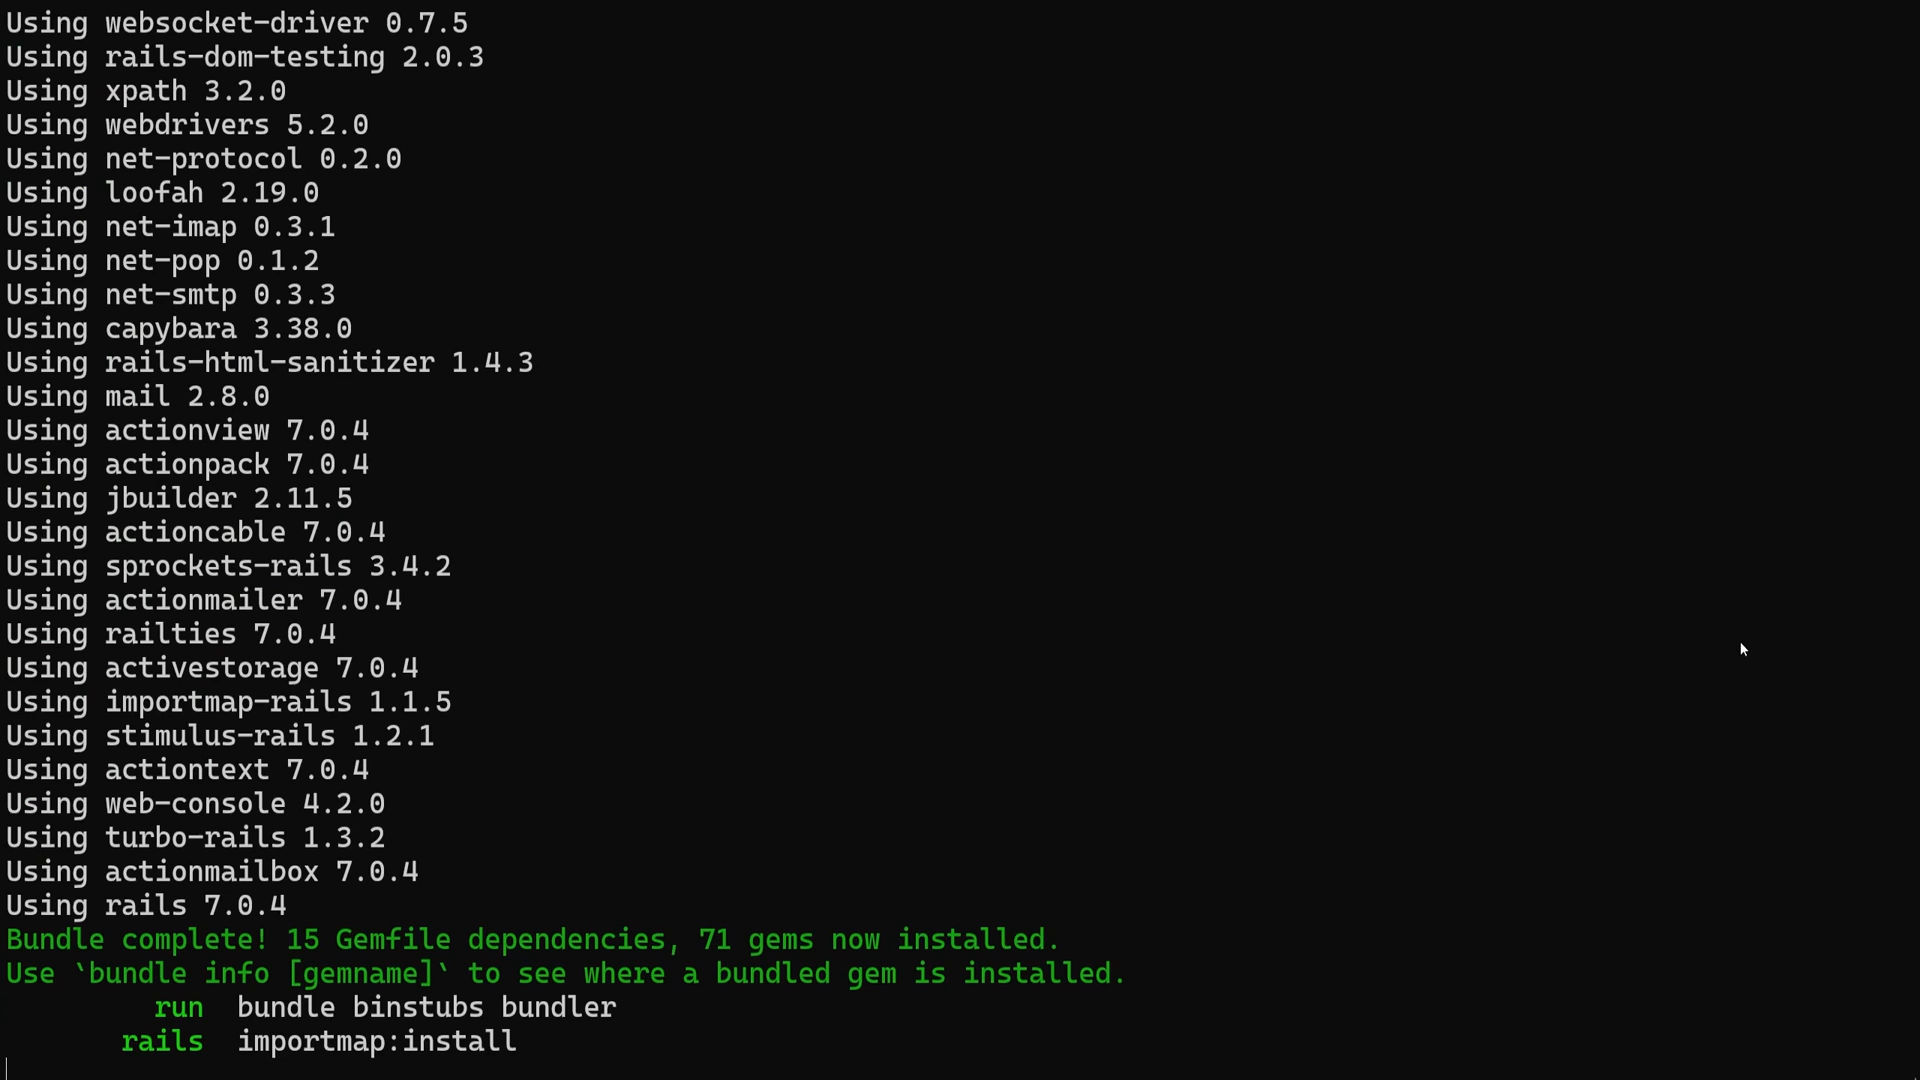 Using websocket-driver 0.7.5
Using rails-dom-testing 2.0.3
Using xpath 3.2.0
Using webdrivers 5.2.0
Using net-protocol 0.2.0
Using loofah 2.19.0
Using net-imap 0.3.1
Using net-pop 0.1.2
Using net-smtp 0.3.3
Using capybara 3.38.0
Using rails-html-sanitizer 1.4.3
Using mail 2.8.0
Using actionview 7.0.4
Using actionpack 7.0.4
Using jbuilder 2.11.5
Using actioncable 7.0.4
Using sprockets-rails 3.4.2
Using actionmailer 7.0.4
Using railties 7.0.4
Using activestorage 7.0.4
Using importmap-rails 1.1.5
Using stimulus-rails 1.2.1
Using actiontext 7.0.4
Using web-console 4.2.0
Using turbo-rails 1.3.2
Using actionmailbox 7.0.4
Using rails 7.0.4
Bundle complete! 15 Gemfile dependencies, 71 gems now installed.
Use `bundle info [gemname]` to see where a bundled gem is installed.
         run  bundle binstubs bundler
       rails  importmap:install